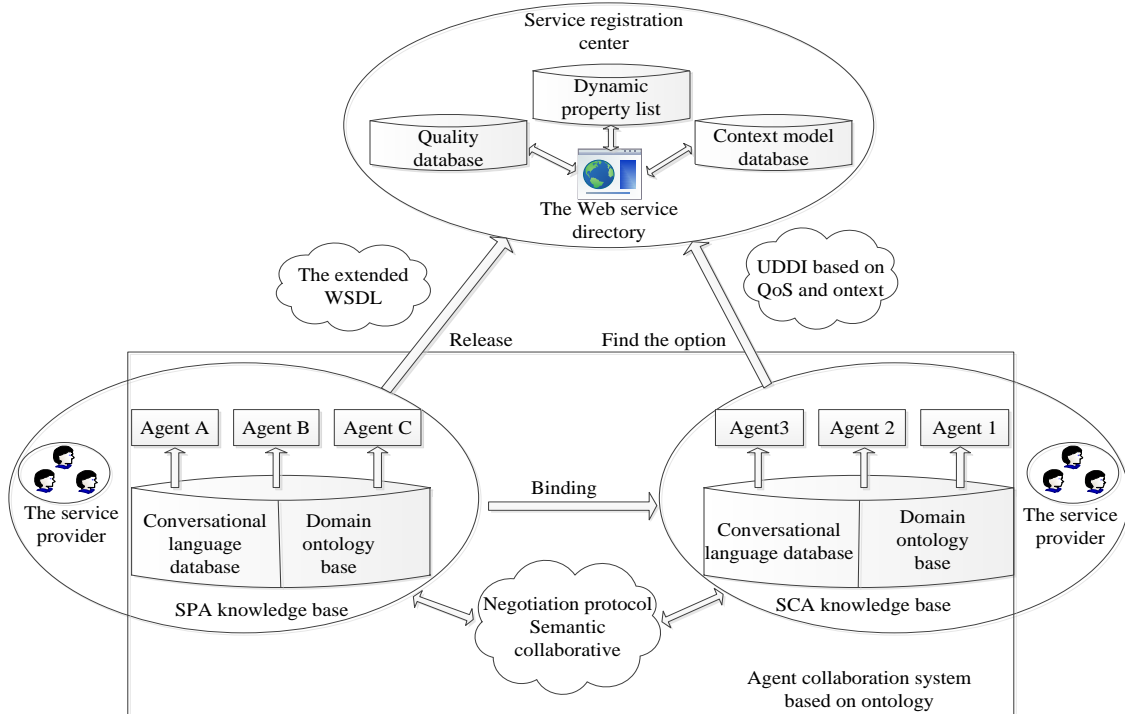 Service registration
center
Dynamic
property list
Quality
database
Context model
database
The Web service
directory
The extended
WSDL
UDDI based on
QoS and ontext
Release
Find the option
Agent A
Agent B
Agent C
Agent3
Agent 2
Agent 1
The service
provider
Conversational
language
database
Domain
ontology
base
SPA knowledge base
Binding
Conversational
language database
Domain
ontology
base
SCA knowledge base
The service
provider
Negotiation protocol
Semantic
collaborative
Agent collaboration system
based on ontology